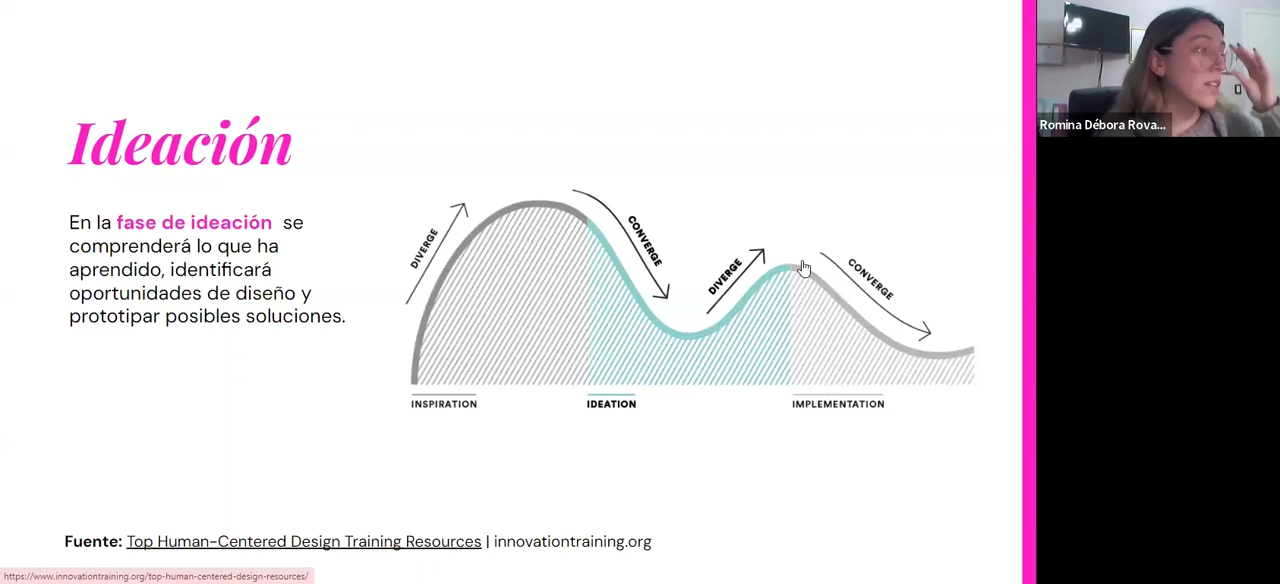 Ideación
En la fase de ideación se
comprenderá lo que ha
aprendido, identificará
oportunidades de diseño y
prototipar posibles soluciones.
DIVERGE
CONVERGE
DIVERGE
CONVERGE
INSPIRATION
IDEATION
IMPLEMENTATION
Fuente: Top Human-Centered Design Training Resources | innovationtraining.org
https://www.innovationtraining.org/top-human-centered-design-resources/
Romina Débora Rova...